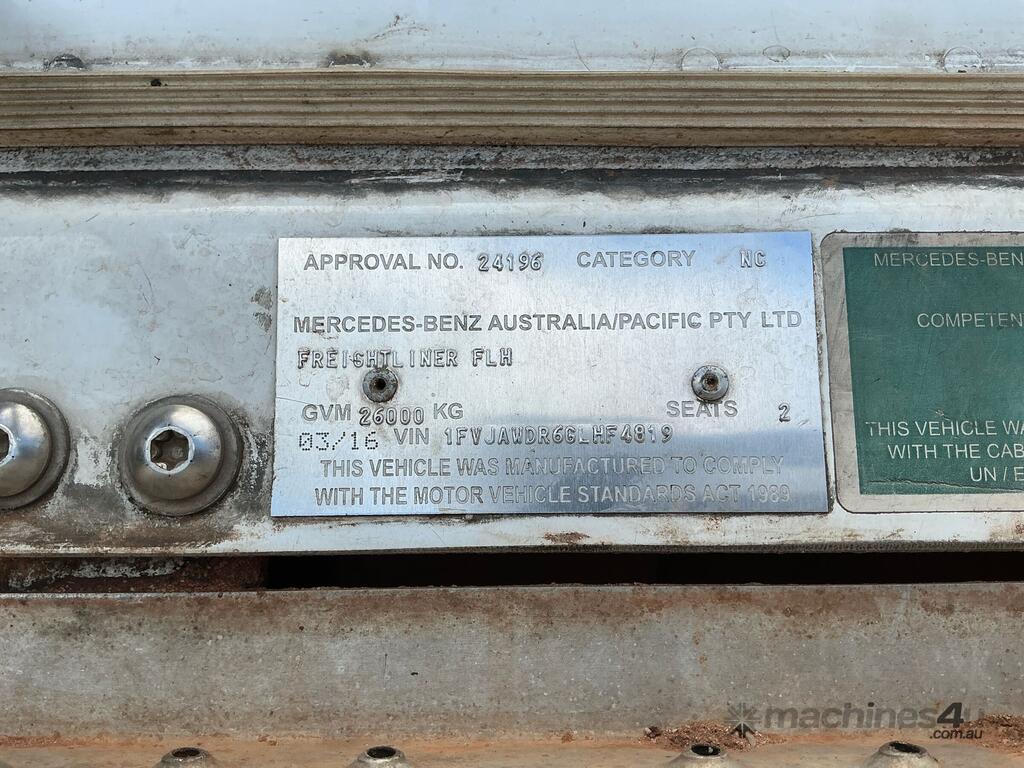 APPROVAL NO. 24196 CATEGORY NC
MERCEDES-BENZ AUSTRALIA/PACIFIC PTY LTD
FREIGHTLINER FLH
GVM 26000 KG SEATS 2
03/16 VIN 1FVJAWDR6GLHF4819
THIS VEHICLE WAS MANUFACTURED TO COMPLY
WITH THE MOTOR VEHICLE STANDARDS ACT 1989
MERCEDES-BEN
COMPETEN
THIS VEHICLE WA
WITH THE CAB
UN / E
machines4u
.com.au